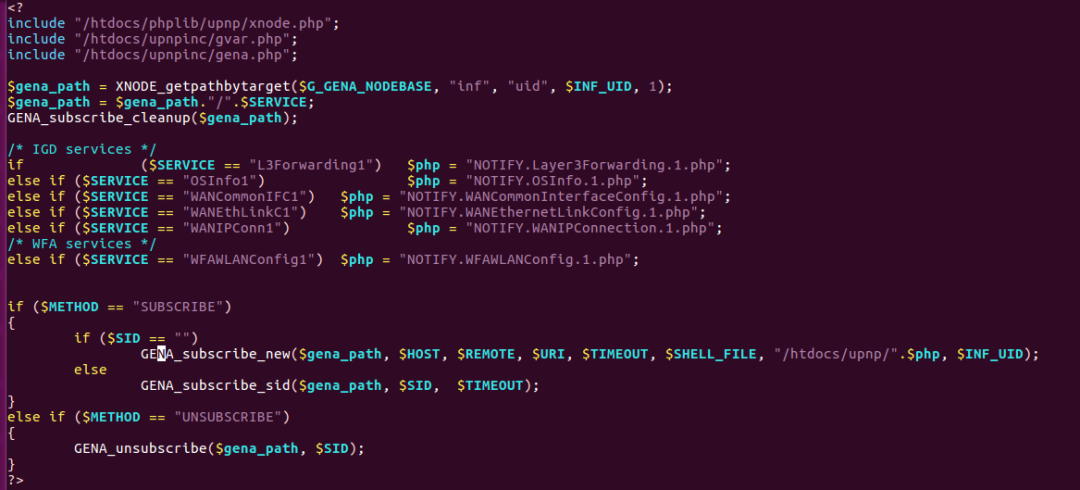 <?
include "/htdocs/phplib/upnp/xnode.php";
include "/htdocs/upnpinc/gvar.php";
include "/htdocs/upnpinc/gena.php";

$gena_path = XNODE_getpathbytarget($G_GENA_NODEBASE, "inf", "uid", $INF_UID, 1);
$gena_path = $gena_path."/".$SERVICE;
GENA_subscribe_cleanup($gena_path);

/* IGD services */
if              ($SERVICE == "L3Forwarding1")   $php = "NOTIFY.Layer3Forwarding.1.php";
else if ($SERVICE == "OSInfo1")                 $php = "NOTIFY.OSInfo.1.php";
else if ($SERVICE == "WANCommonIFC1")   $php = "NOTIFY.WANCommonInterfaceConfig.1.php";
else if ($SERVICE == "WANEthLinkC1")    $php = "NOTIFY.WANEthernetLinkConfig.1.php";
else if ($SERVICE == "WANIPConn1")              $php = "NOTIFY.WANIPConnection.1.php";
/* WFA services */
else if ($SERVICE == "WFAWLANConfig1")  $php = "NOTIFY.WFAWLANConfig.1.php";


if ($METHOD == "SUBSCRIBE")
{
        if ($SID == "")
                GENA_subscribe_new($gena_path, $HOST, $REMOTE, $URI, $TIMEOUT, $SHELL_FILE, "/htdocs/upnp/".$php, $INF_UID);
        else
                GENA_subscribe_sid($gena_path, $SID,  $TIMEOUT);
}
else if ($METHOD == "UNSUBSCRIBE")
{
        GENA_unsubscribe($gena_path, $SID);
}
?>